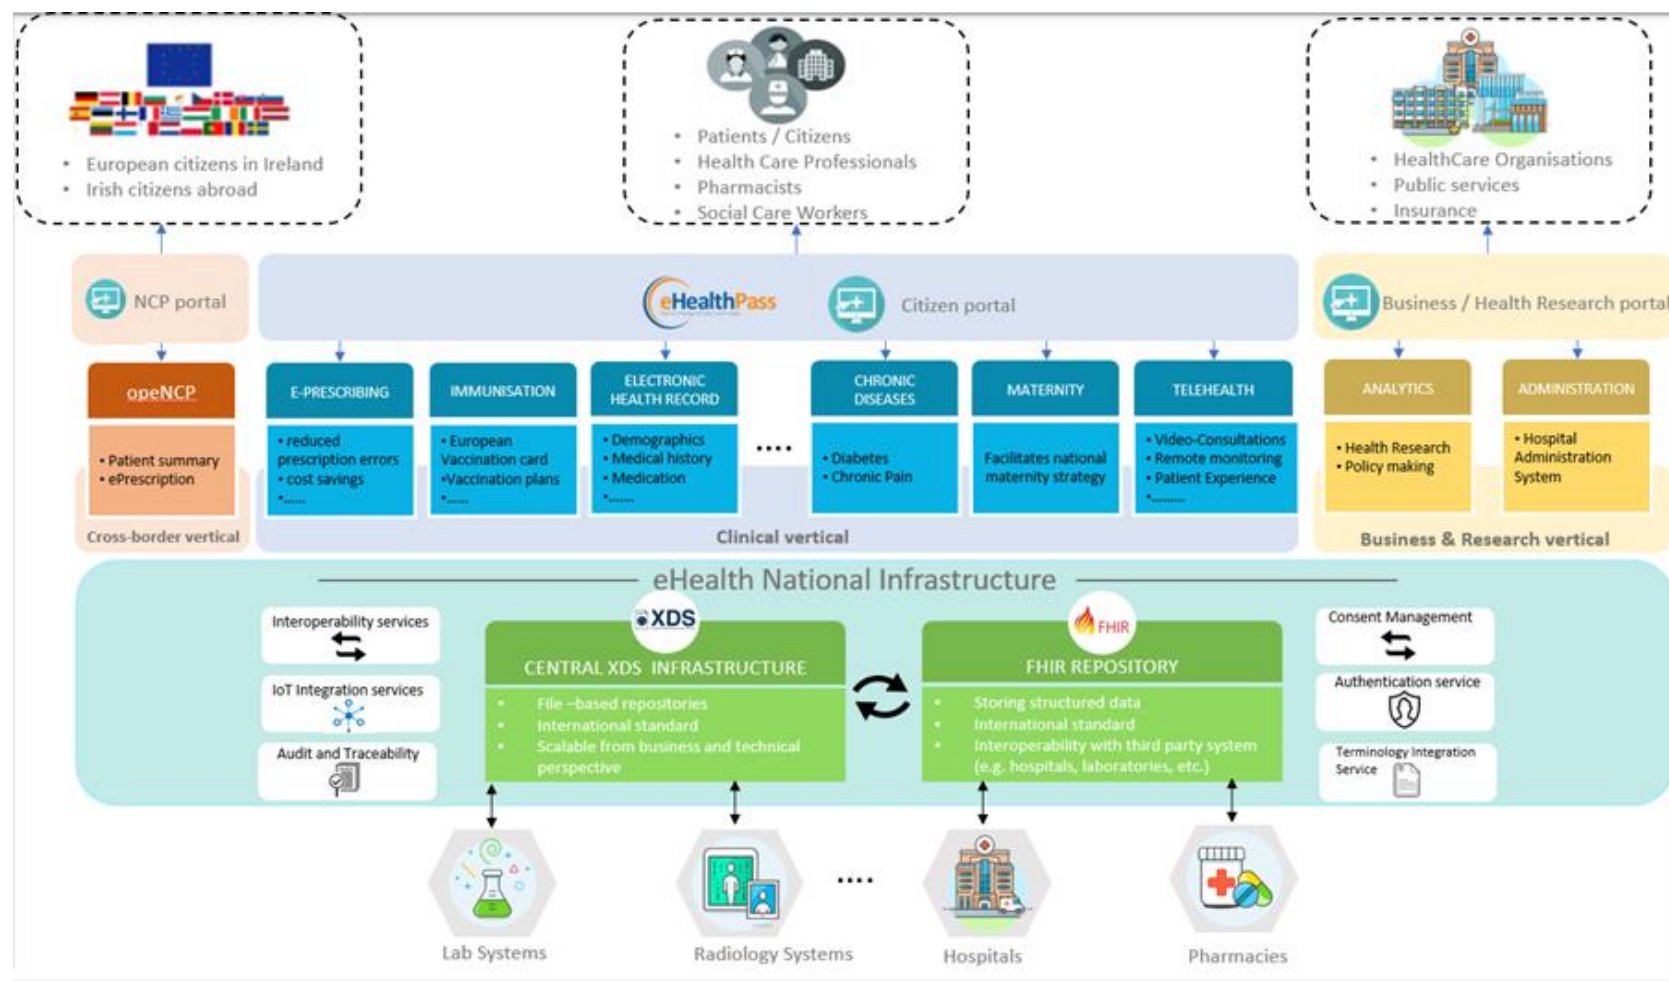 • European citizens in Ireland
• Irish citizens abroad
• Patients / Citizens
• Health Care Professionals
• Pharmacists
• Social Care Workers
• HealthCare Organisations
• Public services
• Insurance
NCP portal
eHealthPass
Citizen portal
Business / Health Research portal
openNCP
• Patient summary
• ePrescription
Cross-border vertical
E-PRESCRIBING
• reduced
prescription errors
• cost savings
•......
IMMUNISATION
• European
Vaccination card
•Vaccination plans
•......
ELECTRONIC
HEALTH RECORD
• Demographics
• Medical history
• Medication
•.......
....
CHRONIC
DISEASES
• Diabetes
• Chronic Pain
MATERNITY
Facilitates national
maternity strategy
TELEHEALTH
•Video-Consultations
• Remote monitoring
• Patient Experience
•.........
Clinical vertical
ANALYTICS
• Health Research
• Policy making
ADMINISTRATION
• Hospital
Administration
System
Business & Research vertical
eHealth National Infrastructure
Interoperability services
IoT Integration services
Audit and Traceability
XDS
CENTRAL XDS INFRASTRUCTURE
• File –based repositories
• International standard
• Scalable from business and technical
perspective
FHIR
FHIR REPOSITORY
• Storing structured data
• International standard
• Interoperability with third party system
(e.g. hospitals, laboratories, etc.)
Consent Management
Authentication service
Terminology Integration
Service
Lab Systems
Radiology Systems
....
Hospitals
Pharmacies